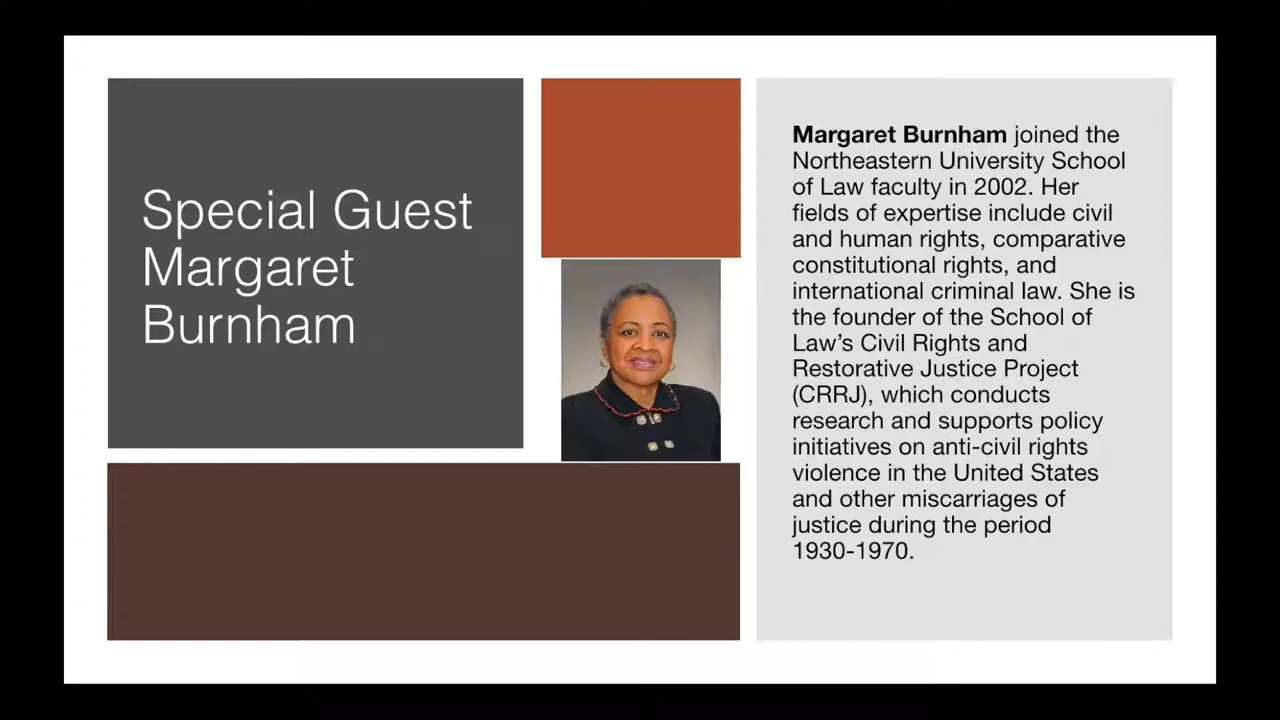 Special Guest
Margaret
Burnham
Margaret Burnham joined the
Northeastern University School
of Law faculty in 2002. Her
fields of expertise include civil
and human rights, comparative
constitutional rights, and
international criminal law. She is
the founder of the School of
Law’s Civil Rights and
Restorative Justice Project
(CRRJ), which conducts
research and supports policy
initiatives on anti-civil rights
violence in the United States
and other miscarriages of
justice during the period
1930-1970.